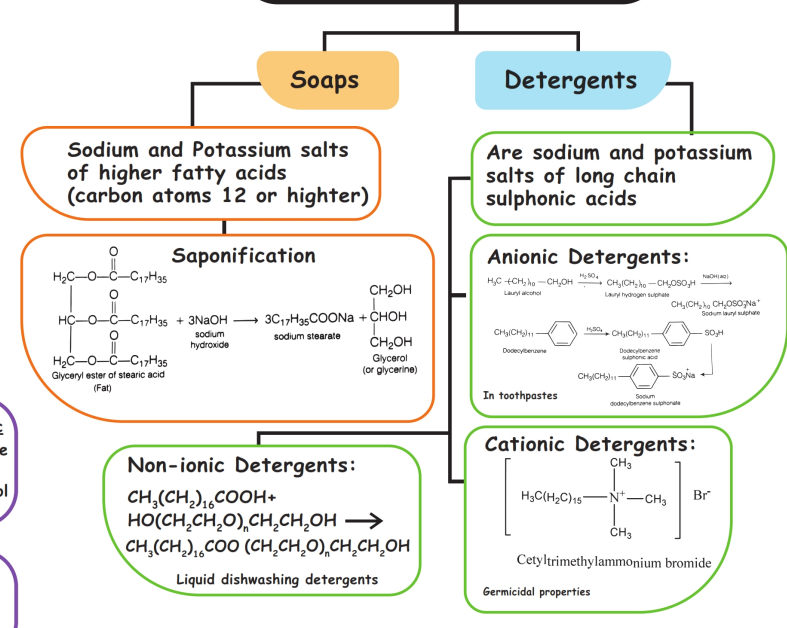 Soaps
Detergents
Sodium and Potassium salts
of higher fatty acids
(carbon atoms 12 or highter)
Are sodium and potassium
salts of long chain
sulphonic acids
Saponification
O
H₂C—O—C—C₁₇H₃₅
O
HC—O—C—C₁₇H₃₅ + 3NaOH ⟶ 3C₁₇H₃₅COONa +
sodium
hydroxide
sodium stearate
O
H₂C—O—C—C₁₇H₃₅
CH₂OH
CHOH
CH₂OH
Glycerol
(or glycerine)
Glyceryl ester of stearic acid
(Fat)
Anionic Detergents:
H₃C-(CH₂)₁₀—CH₂OH H₂SO₄ ⟶ CH₃(CH₂)₁₀—CH₂OSO₃H NaOH(aq) ⟶
Lauryl alcohol
Lauryl hydrogen sulphate
CH₃(CH₂)₁₀ CH₂OSO₃Na⁺
Sodium lauryl sulphate
CH₃(CH₂)₁₁ H₂SO₄ ⟶ CH₃(CH₂)₁₁ SO₃H
Dodecylbenzene
Dodecylbenzene
sulphonic acid
CH₃(CH₂)₁₁ S̄O₃Na⁺
Sodium
dodecylbenzene sulphonate
In toothpastes
Non-ionic Detergents:
CH₃(CH₂)₁₆COOH+
HO(CH₂CH₂O)ₙCH₂CH₂OH ⟶
CH₃(CH₂)₁₆COO (CH₂CH₂O)ₙCH₂CH₂OH
Liquid dishwashing detergents
Cationic Detergents:
CH₃
H₃C(H₂C)₁₅—N⁺—CH₃
CH₃
Br⁻
Cetyltrimethylammonium bromide
Germicidal properties